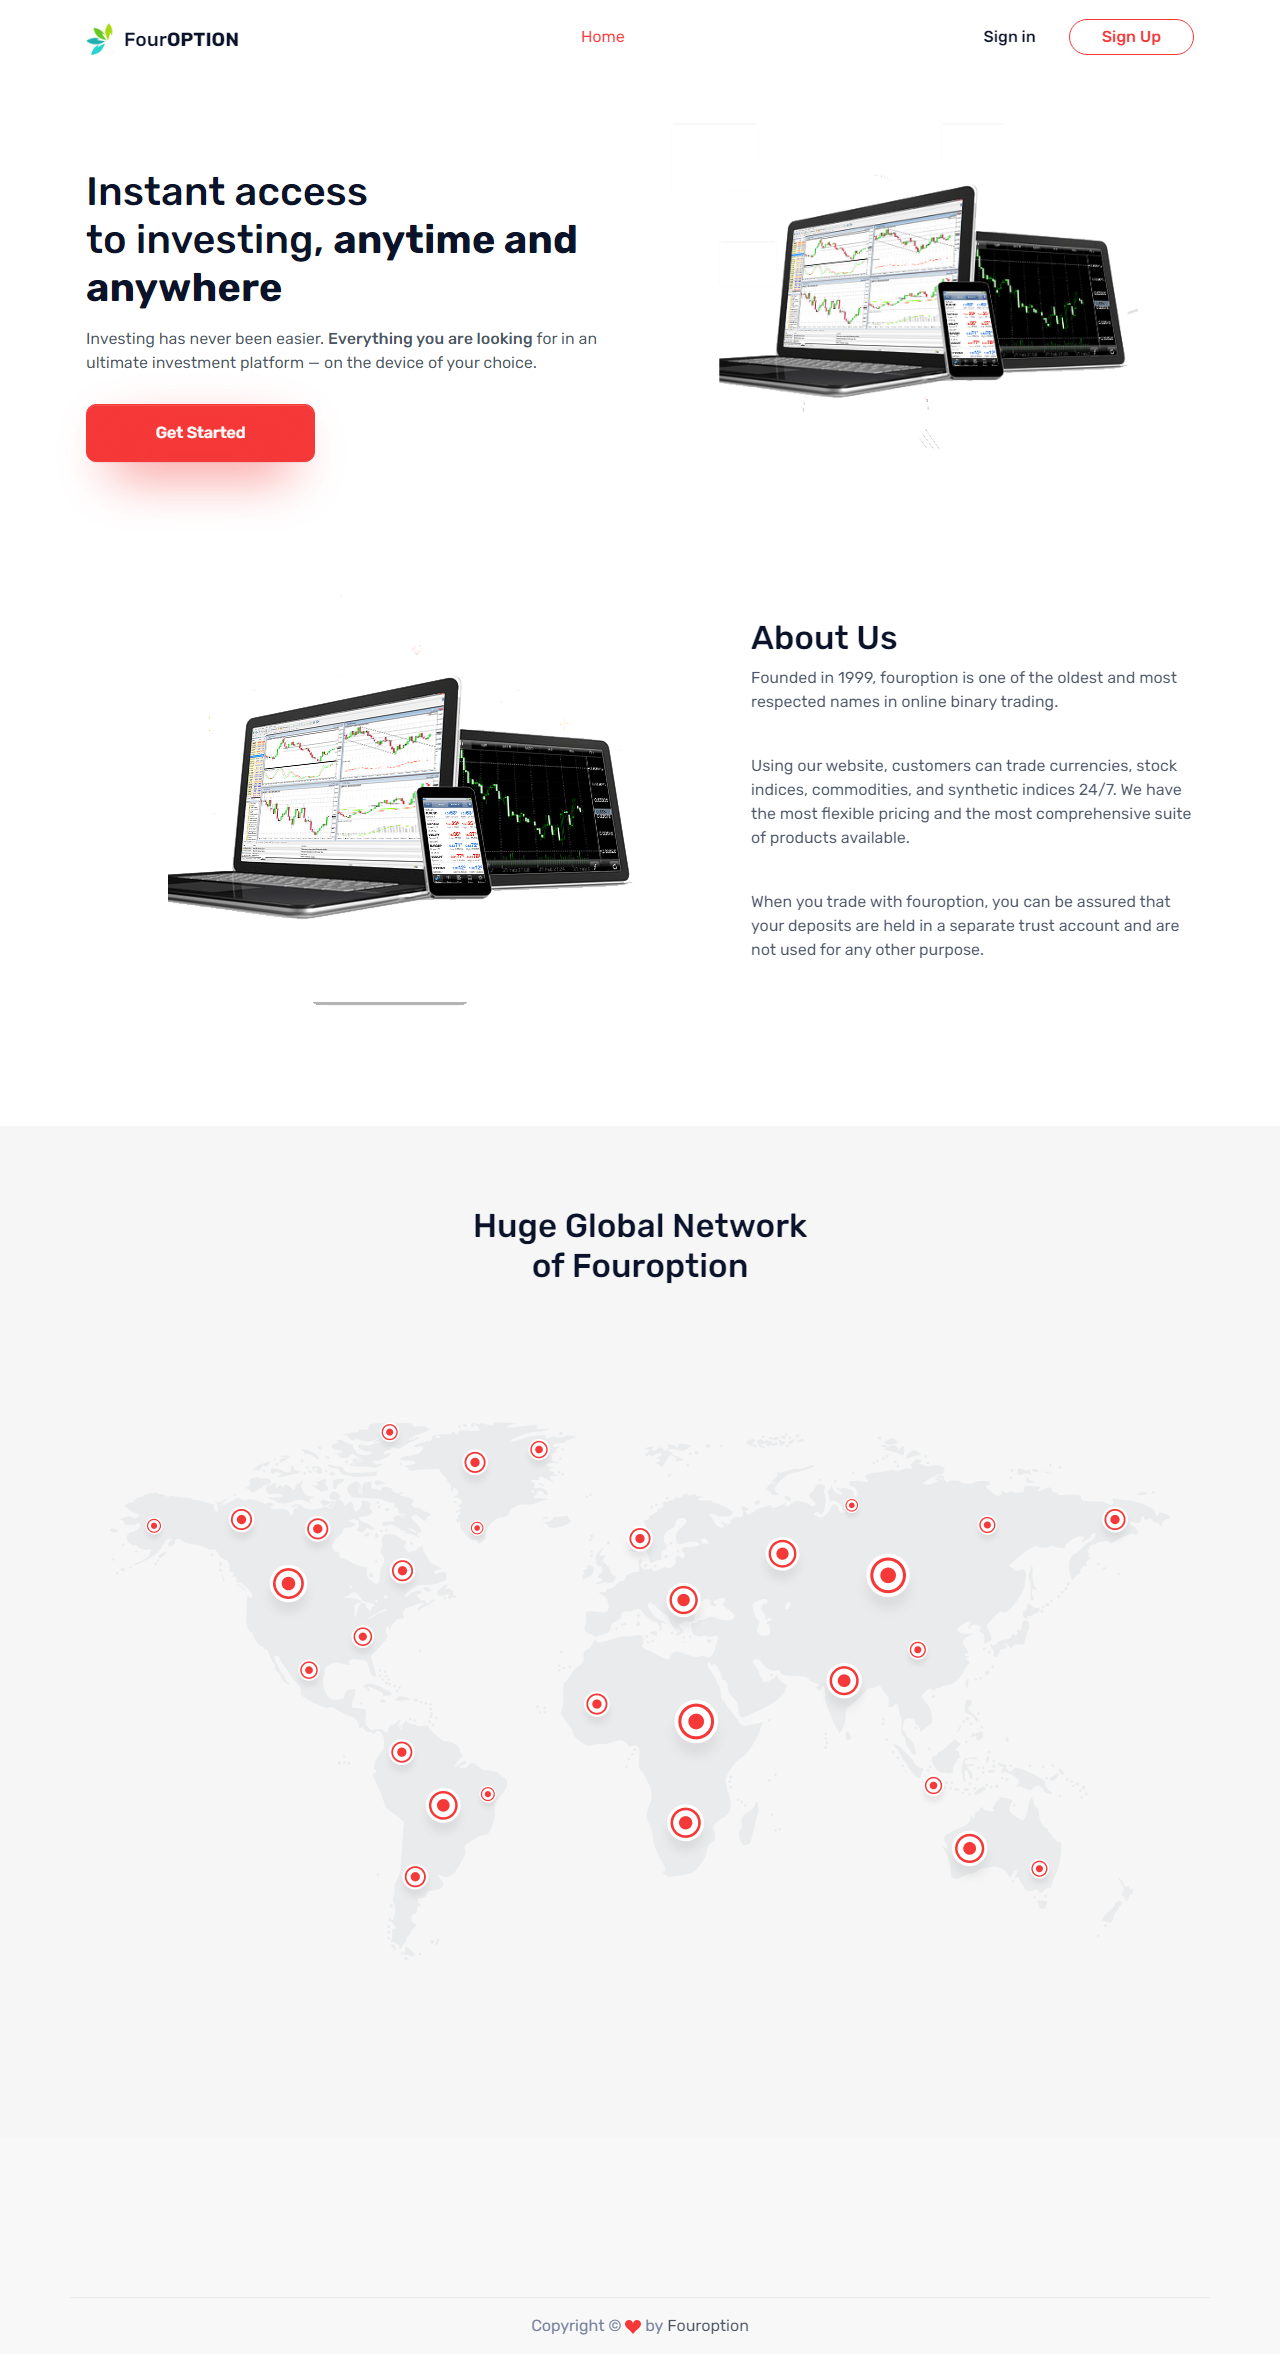 FourOPTION
Home
Sign in
Sign Up
Instant access
to investing, anytime and
anywhere
Investing has never been easier. Everything you are looking for in an
ultimate investment platform — on the device of your choice.
Get Started
About Us
Founded in 1999, fouroption is one of the oldest and most
respected names in online binary trading.
Using our website, customers can trade currencies, stock
indices, commodities, and synthetic indices 24/7. We have
the most flexible pricing and the most comprehensive suite
of products available.
When you trade with fouroption, you can be assured that
your deposits are held in a separate trust account and are
not used for any other purpose.
Huge Global Network
of Fouroption
Copyright © by Fouroption